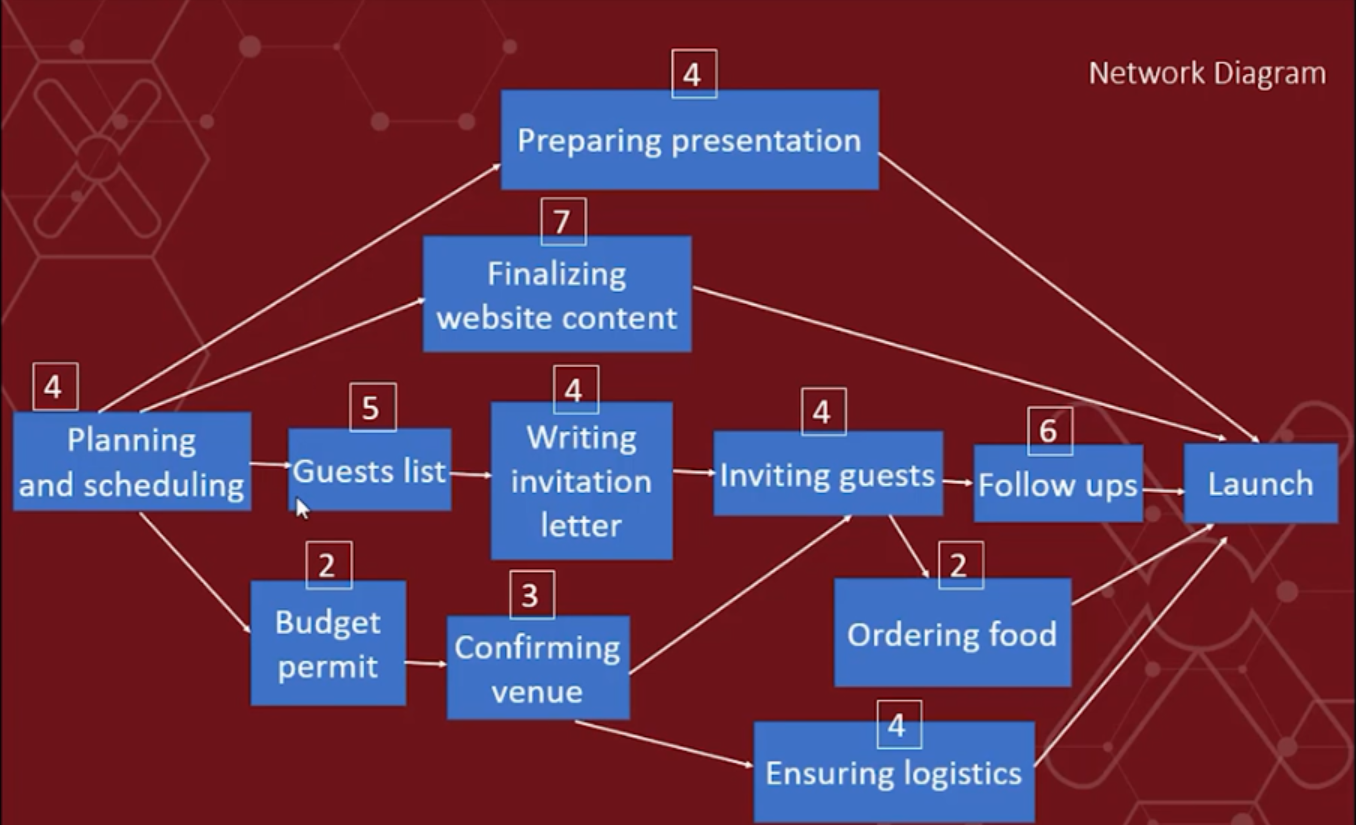 Network Diagram
4
Preparing presentation
7
Finalizing
website content
4
Planning
and scheduling
5
Guests list
4
Writing
invitation
letter
4
Inviting guests
6
Follow ups
Launch
2
Budget
permit
3
Confirming
venue
2
Ordering food
4
Ensuring logistics